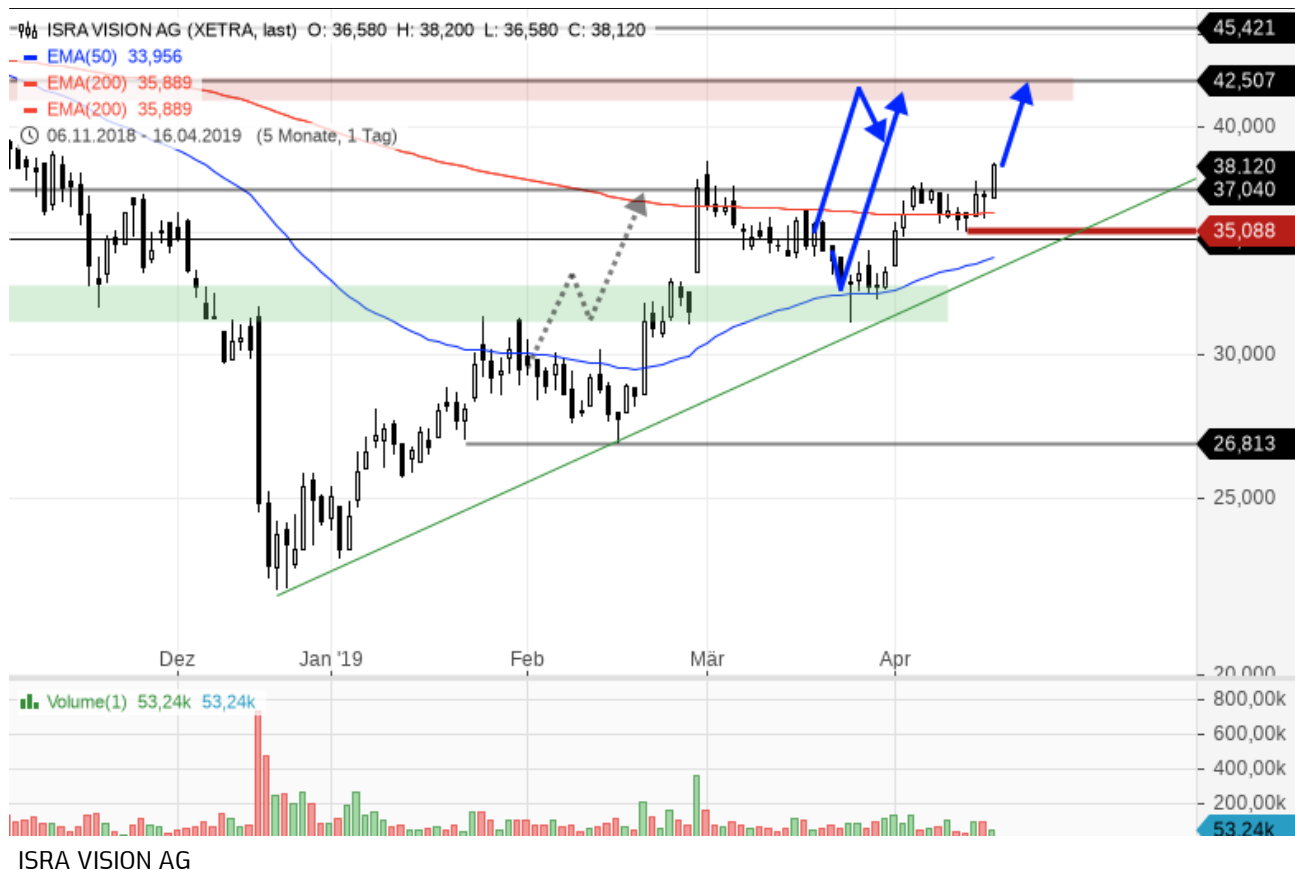 ISRA VISION AG (XETRA, last) O: 36,580 H: 38,200 L: 36,580 C: 38,120
EMA(50) 33,956
EMA(200) 35,889
EMA(200) 35,889
06.11.2018 - 16.04.2019 (5 Monate, 1 Tag)
45,421
42,507
40,000
38.120
37,040
35,088
30,000
26,813
25,000
20,000
Dez Jan '19 Feb Mär Apr
Volume(1) 53,24k 53,24k
800,00k
600,00k
400,00k
200,00k
53,24k
ISRA VISION AG